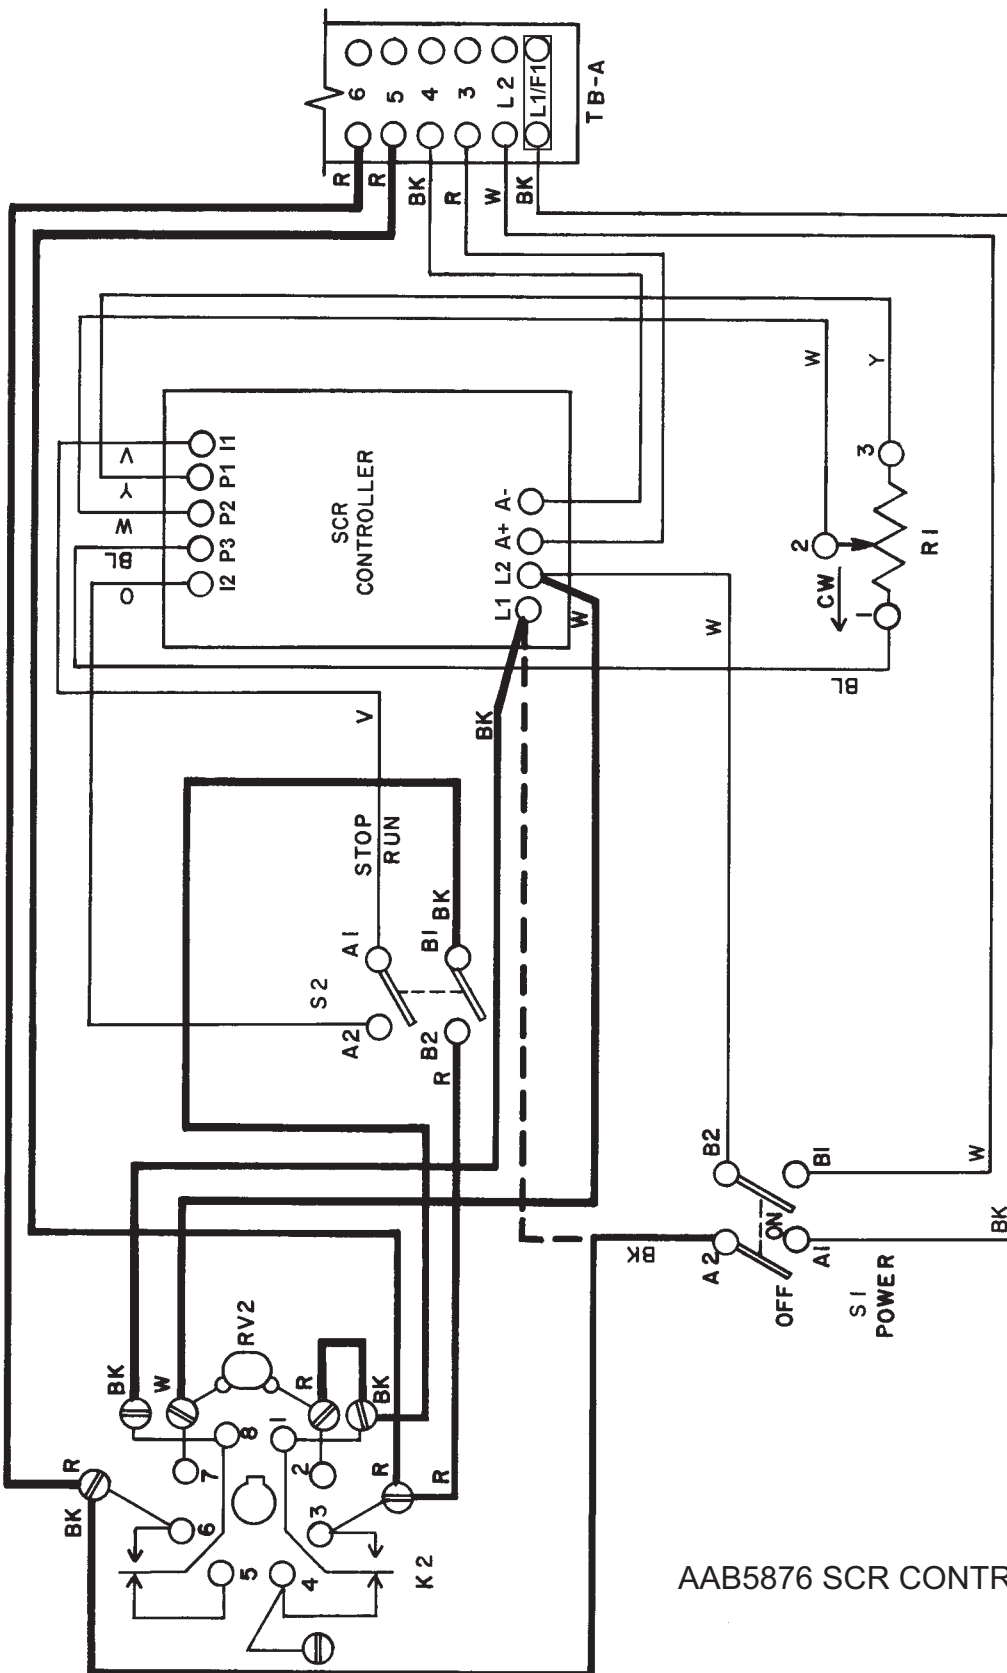 6
5
4
3
L2
L1/F1
TB-A
R
R
BK
R
W
BK
V
Y
W
BL
O
I1
P1
P2
P3
I2
SCR
CONTROLLER
L1
L2
A+
A-
W
W
Y
3
2
CW
1
R1
BL
W
BK
V
STOP
RUN
A1
B1
BK
S2
A2
B2
R
B2
B1
W
BK
A2
ON
A1
OFF
S1
POWER
BK
RV2
BK
W
R
BK
8
1
7
2
R
BK
6
3
R
R
5
4
K2
AAB5876 SCR CONTR